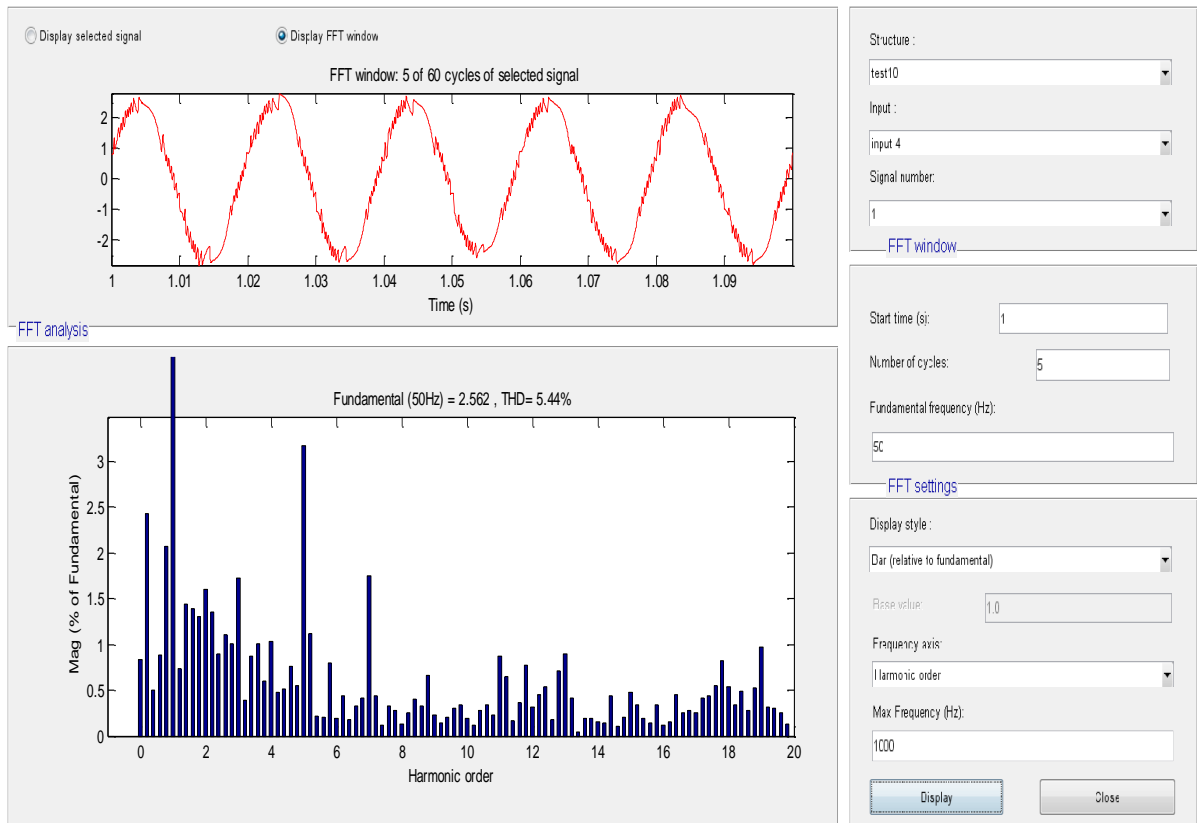 Display selected signal
Display FFT window
FFT window: 5 of 60 cycles of selected signal
2
1
0
-1
-2
1 1.01 1.02 1.03 1.04 1.05 1.06 1.07 1.08 1.09
Time (s)
FFT analysis
Fundamental (50Hz) = 2.562 , THD= 5.44%
Mag (% of Fundamental)
3
2.5
2
1.5
1
0.5
0
0 2 4 6 8 10 12 14 16 18 20
Harmonic order
Structure :
test10
Input :
input 4
Signal number:
1
FFT window
Start time (s):
1
Number of cycles:
5
Fundamental frequency (Hz):
50
FFT settings
Display style :
Bar (relative to fundamental)
Base value:
1.0
Frequency axis:
Harmonic order
Max Frequency (Hz):
1000
Display
Close